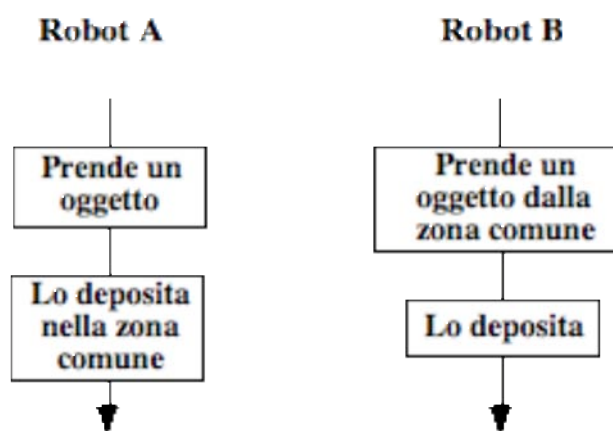 Robot A
Prende un
oggetto
Lo deposita
nella zona
comune
Robot B
Prende un
oggetto dalla
zona comune
Lo deposita